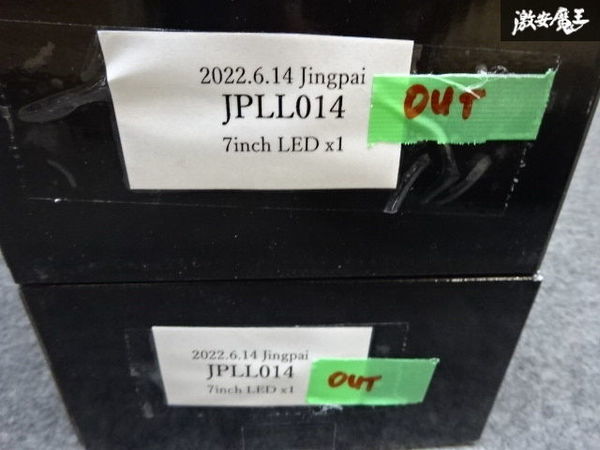 激安魔王
2022.6.14 Jingpai
JPLL014
OUT
7inch LED x1
2022.6.14 Jingpai
JPLL014
OUT
7inch LED x1